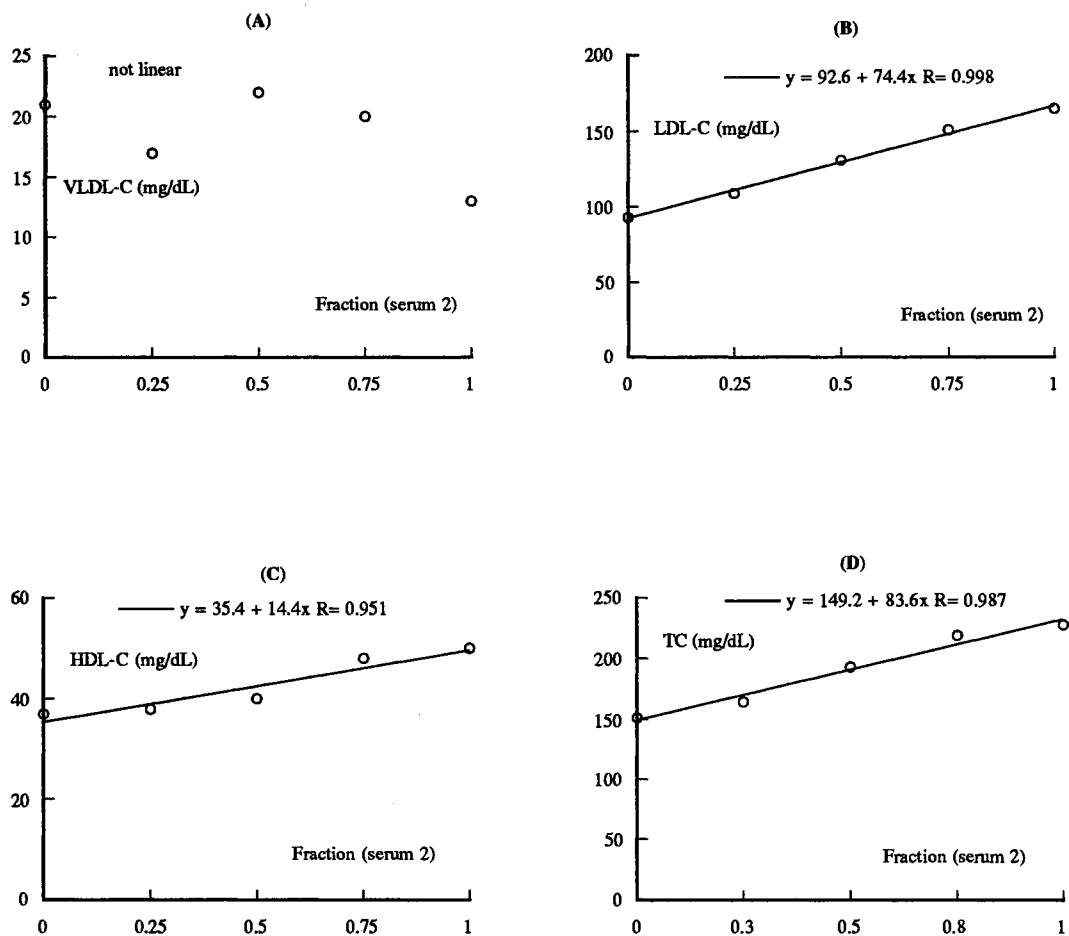 (A)
25
not linear
20
15
VLDL-C (mg/dL)
10
5
Fraction (serum 2)
0
0 0.25 0.5 0.75 1
(B)
200
y = 92.6 + 74.4x R= 0.998
150
LDL-C (mg/dL)
100
50
Fraction (serum 2)
0
0 0.25 0.5 0.75 1
(C)
60
y = 35.4 + 14.4x R= 0.951
HDL-C (mg/dL)
40
20
Fraction (serum 2)
0
0 0.25 0.5 0.75 1
(D)
250
y = 149.2 + 83.6x R= 0.987
TC (mg/dL)
200
150
100
50
Fraction (serum 2)
0
0 0.3 0.5 0.8 1